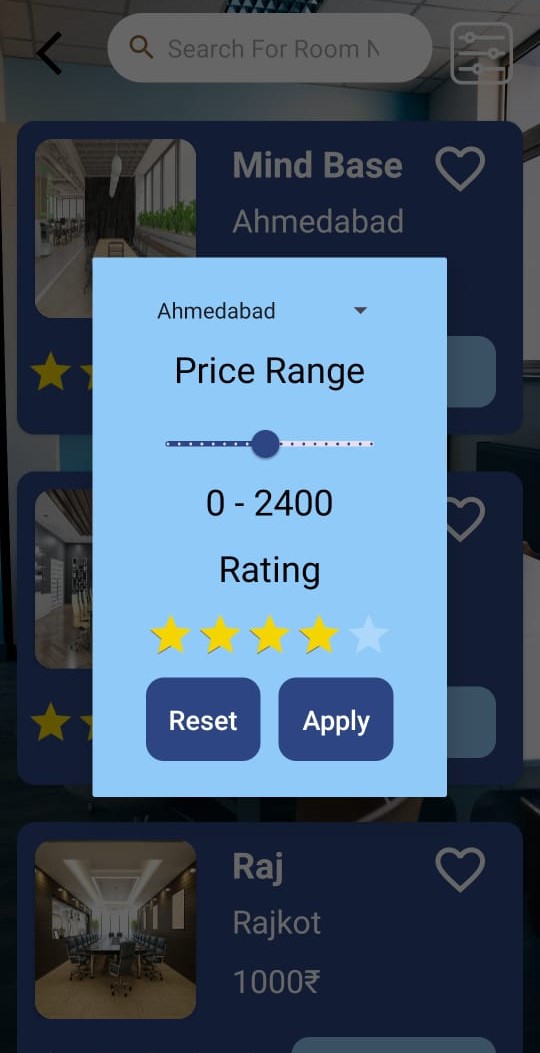 Search For Room N
Mind Base
Ahmedabad
Ahmedabad
Price Range
0 - 2400
Rating
Reset
Apply
Raj
Rajkot
1000₹